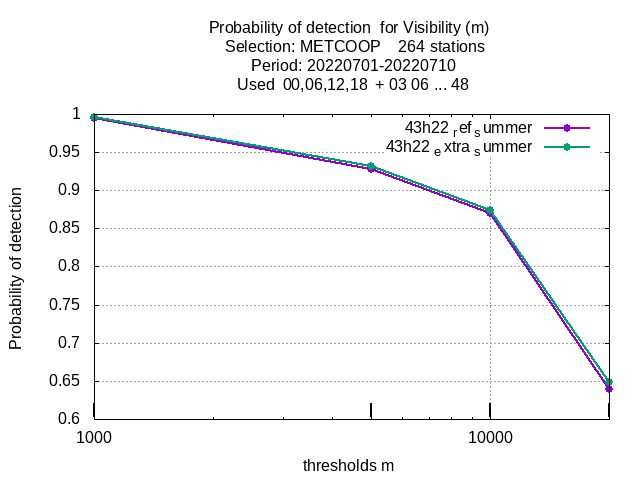 Probability of detection  for Visibility (m)
Selection: METCOOP    264 stations
Period: 20220701-20220710
Used  00,06,12,18  + 03 06 ... 48
43h22 ref summer
43h22 extra summer
1
0.95
0.9
0.85
0.8
0.75
0.7
0.65
0.6
Probability of detection
1000
10000
thresholds m